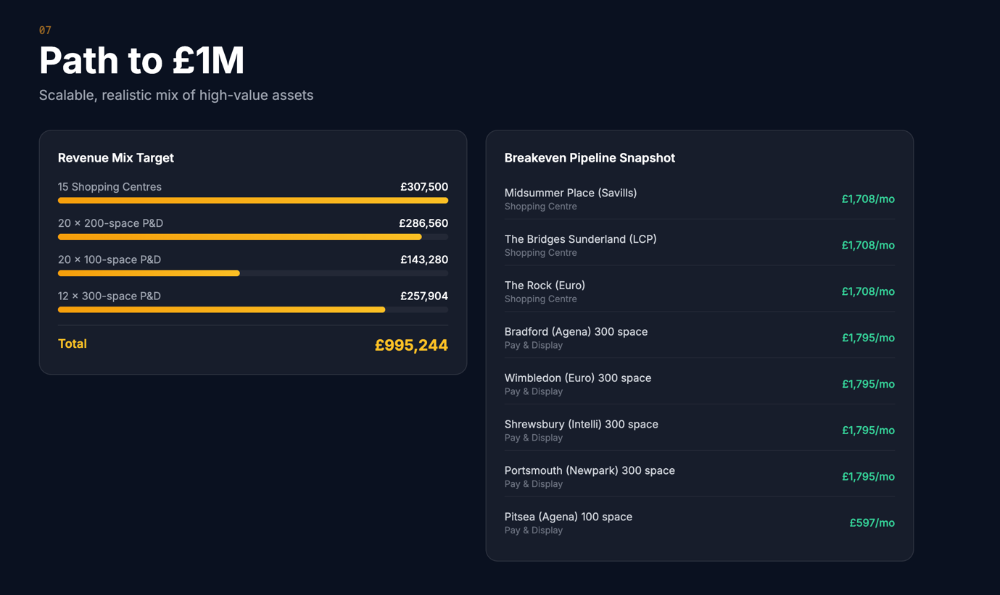 07
Path to £1M
Scalable, realistic mix of high-value assets
Revenue Mix Target
15 Shopping Centres £307,500
20 × 200-space P&D £286,560
20 × 100-space P&D £143,280
12 × 300-space P&D £257,904
Total £995,244
Breakeven Pipeline Snapshot
Midsummer Place (Savills)
Shopping Centre
£1,708/mo
The Bridges Sunderland (LCP)
Shopping Centre
£1,708/mo
The Rock (Euro)
Shopping Centre
£1,708/mo
Bradford (Agena) 300 space
Pay & Display
£1,795/mo
Wimbledon (Euro) 300 space
Pay & Display
£1,795/mo
Shrewsbury (Intelli) 300 space
Pay & Display
£1,795/mo
Portsmouth (Newpark) 300 space
Pay & Display
£1,795/mo
Pitsea (Agena) 100 space
Pay & Display
£597/mo